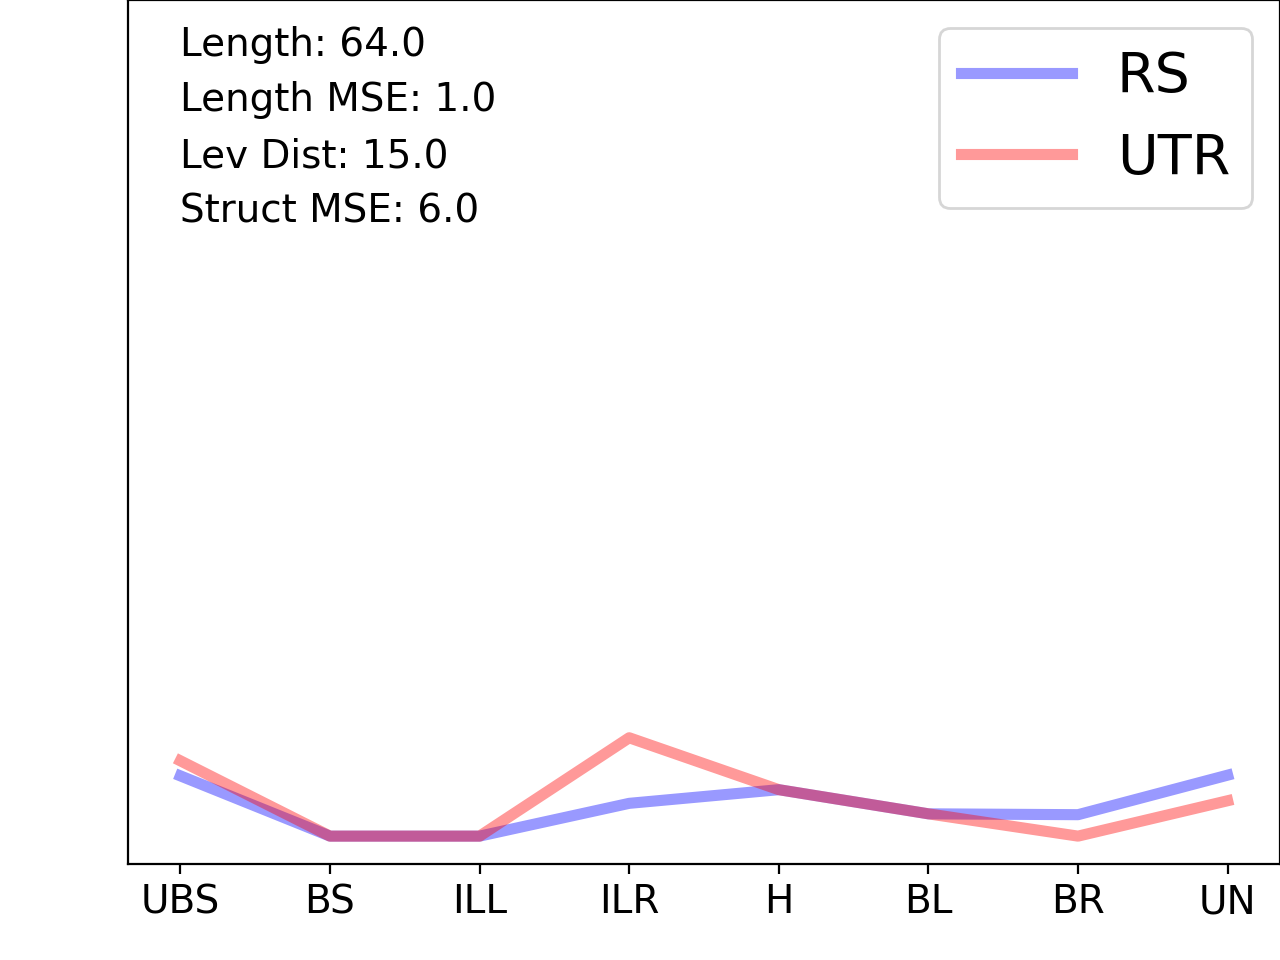 Length: 64.0
Length MSE: 1.0
Lev Dist: 15.0
Struct MSE: 6.0
RS
UTR
UBS BS ILL ILR H BL BR UN